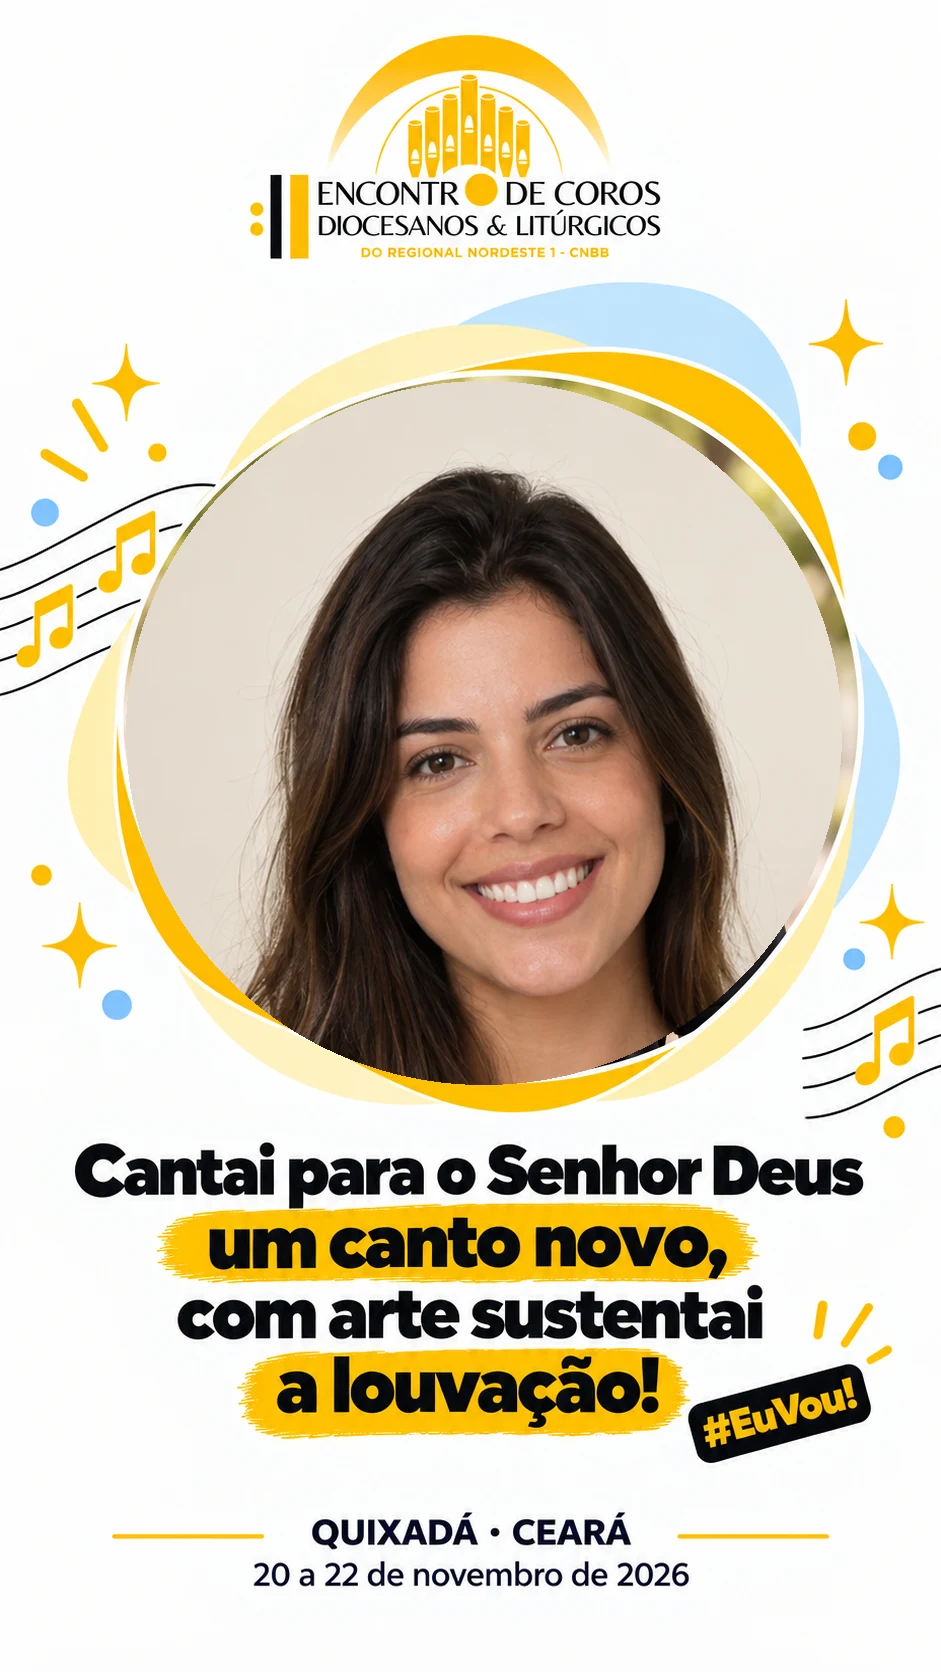 ENCONTRO DE COROS
DIOCESANOS & LITÚRGICOS
DO REGIONAL NORDESTE 1 - CNBB
Cantai para o Senhor Deus
um canto novo,
com arte sustentai
a louvação!
#EuVou!
QUIXADÁ • CEARÁ
20 a 22 de novembro de 2026